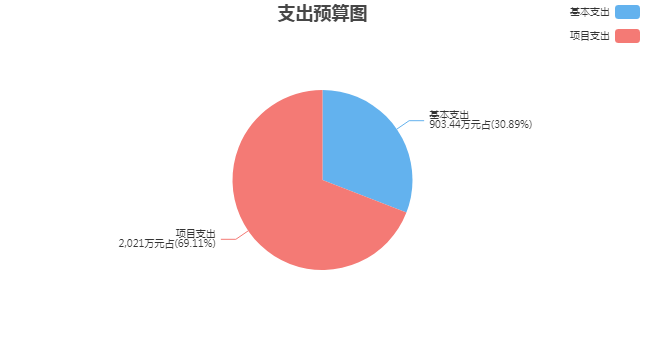 支出预算图
基本支出
项目支出
基本支出
903.44万元占(30.89%)
项目支出
2,021万元占(69.11%)